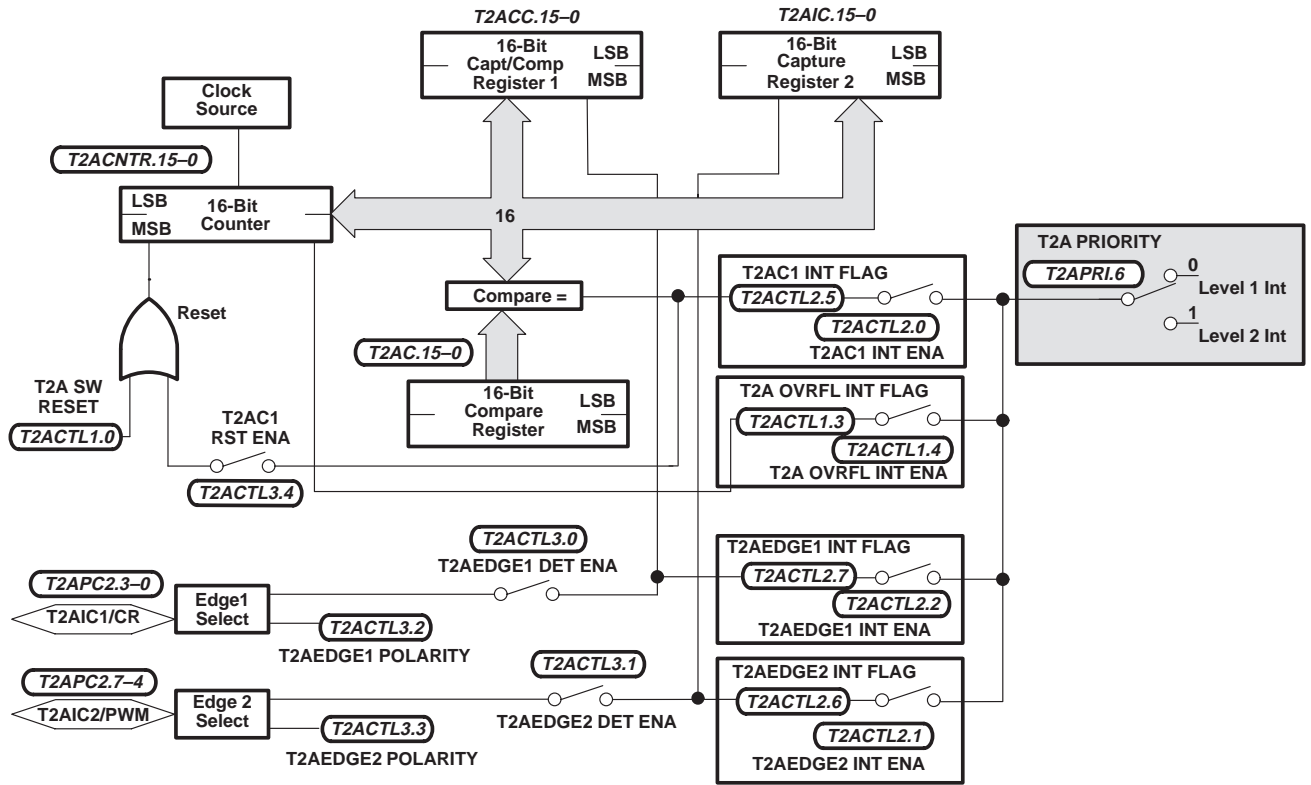 T2ACC.15–0
16-Bit
Capt/Comp
Register 1
LSB
MSB
T2AIC.15–0
16-Bit
Capture
Register 2
LSB
MSB
Clock
Source
T2ACNTR.15–0
LSB
MSB
16-Bit
Counter
16
Reset
Compare =
T2AC.15–0
16-Bit
Compare
Register
LSB
MSB
T2A SW
RESET
T2ACTL1.0
T2AC1
RST ENA
T2ACTL3.4
T2AC1 INT FLAG
T2ACTL2.5
T2ACTL2.0
T2AC1 INT ENA
T2A OVRFL INT FLAG
T2ACTL1.3
T2ACTL1.4
T2A OVRFL INT ENA
T2A PRIORITY
T2APRI.6
0
Level 1 Int
1
Level 2 Int
T2ACTL3.0
T2AEDGE1 DET ENA
T2APC2.3–0
T2AIC1/CR
Edge1
Select
T2ACTL3.2
T2AEDGE1 POLARITY
T2AEDGE1 INT FLAG
T2ACTL2.7
T2ACTL2.2
T2AEDGE1 INT ENA
T2ACTL3.1
T2AEDGE2 DET ENA
T2APC2.7–4
T2AIC2/PWM
Edge 2
Select
T2ACTL3.3
T2AEDGE2 POLARITY
T2AEDGE2 INT FLAG
T2ACTL2.6
T2ACTL2.1
T2AEDGE2 INT ENA